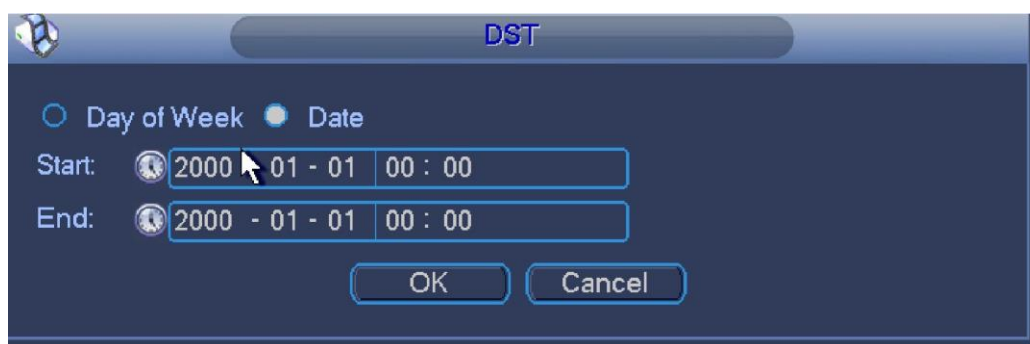 DST
Day of Week Date
Start: 2000 - 01 - 01 00 : 00
End: 2000 - 01 - 01 00 : 00
OK Cancel